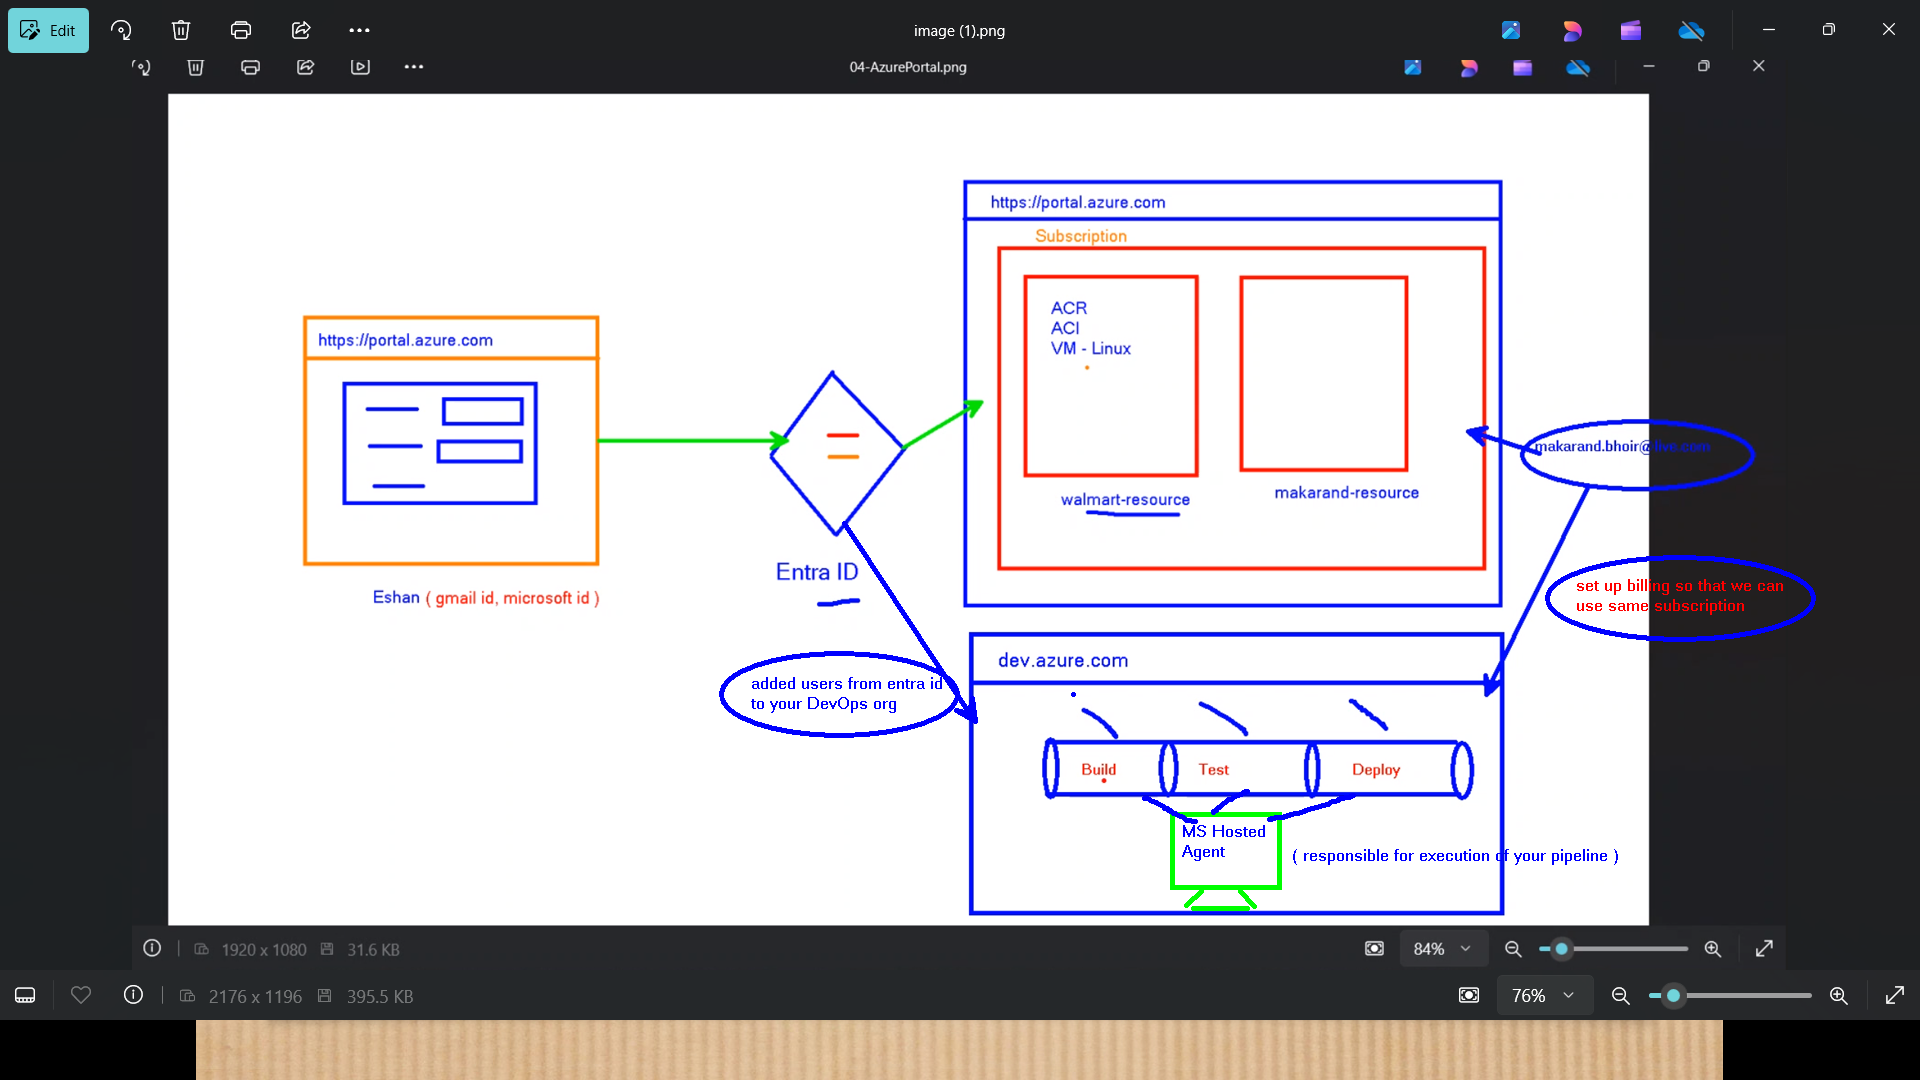 Edit
image (1).png
04-AzurePortal.png
https://portal.azure.com
Subscription
ACR
ACI
VM - Linux
https://portal.azure.com
makarand.bhoir@live.com
walmart-resource
makarand-resource
Entra ID
Eshan ( gmail id, microsoft id )
set up billing so that we can
use same subscription
dev.azure.com
added users from entra id
to your DevOps org
Build
Test
Deploy
MS Hosted
Agent
( responsible for execution of your pipeline )
1920 x 1080
31.6 KB
84%
2176 x 1196
395.5 KB
76%